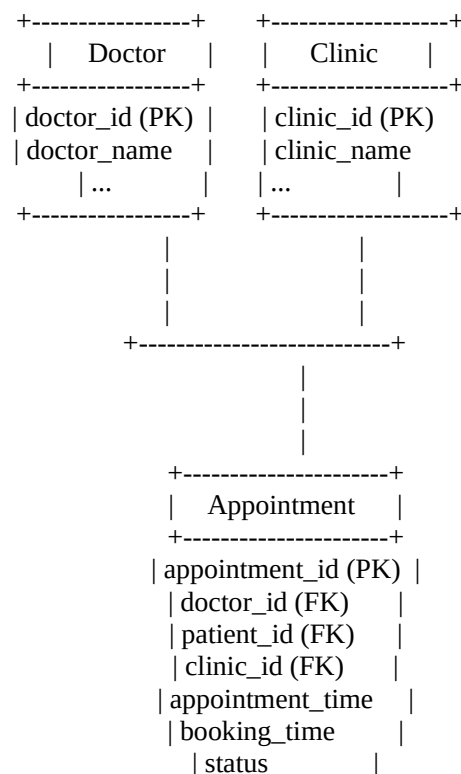 +-----------------+ +-------------------+
| Doctor | | Clinic |
+-----------------+ +-------------------+
| doctor_id (PK) | | clinic_id (PK)
| doctor_name | | clinic_name
| ... | | ... |
+-----------------+ +-------------------+
| |
| |
| |
+---------------------------+
|
|
|
+----------------------+
| Appointment |
+----------------------+
| appointment_id (PK) |
| doctor_id (FK) |
| patient_id (FK) |
| clinic_id (FK) |
| appointment_time |
| booking_time |
| status |